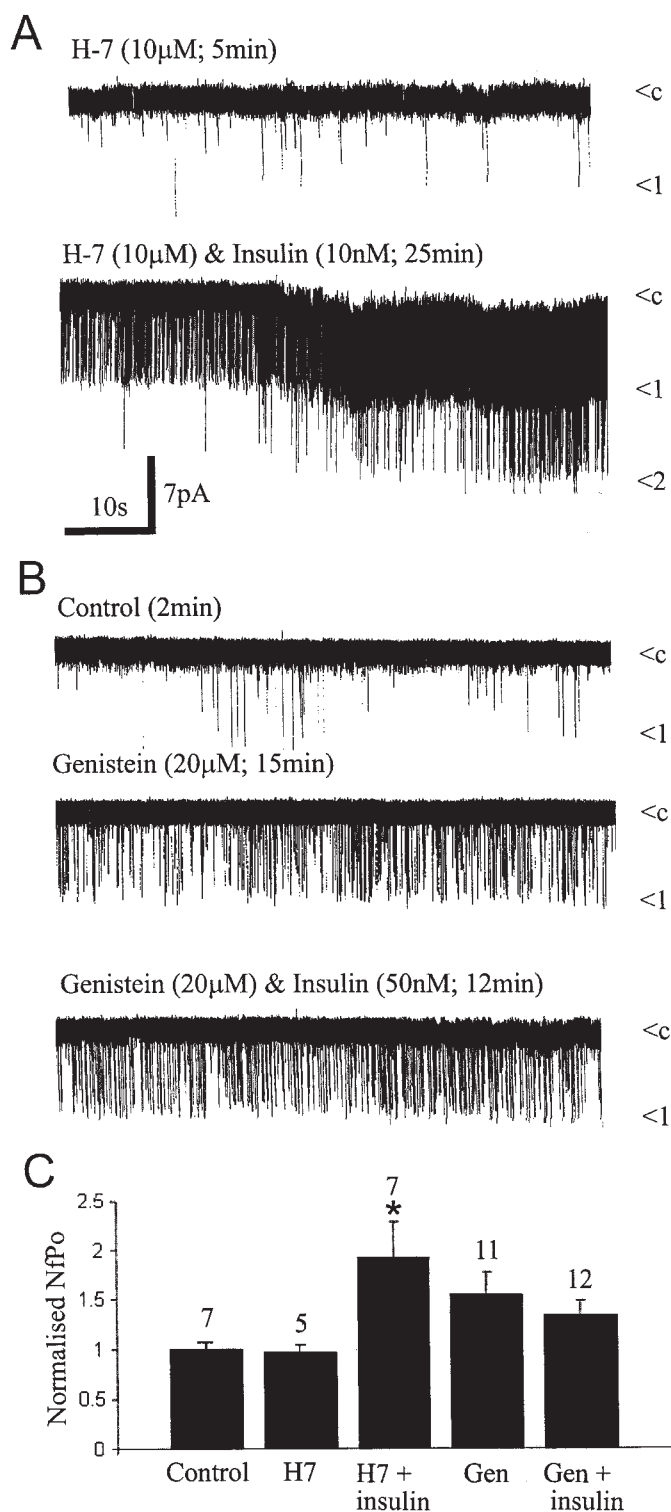 A
H-7 (10µM; 5min)
<c
<1
H-7 (10µM) & Insulin (10nM; 25min)
<c
<1
<2
7pA
10s
B
Control (2min)
<c
<1
Genistein (20µM; 15min)
<c
<1
Genistein (20µM) & Insulin (50nM; 12min)
<c
<1
C
Normalised NfPo
2.5
2
1.5
1
0.5
0
7
5
7
*
11
12
Control
H7
H7 +
insulin
Gen
Gen +
insulin